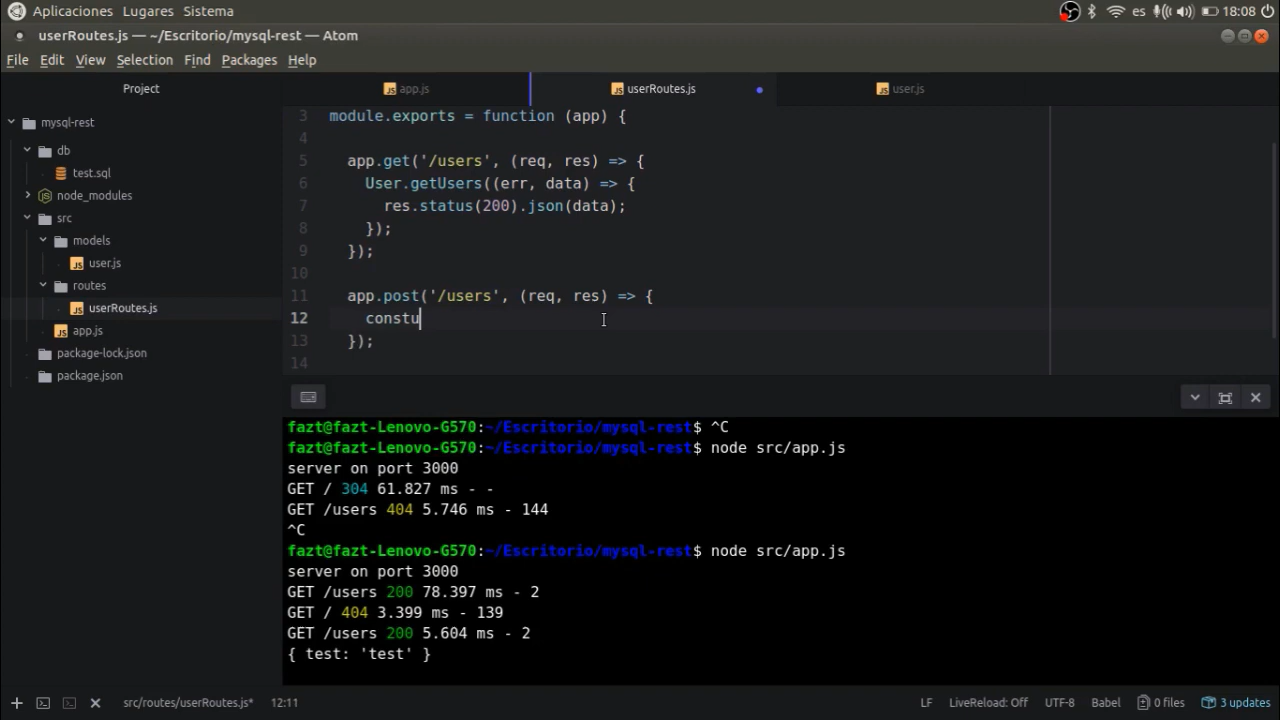 Aplicaciones Lugares Sistema es 18:08
userRoutes.js — ~/Escritorio/mysql-rest — Atom
File Edit View Selection Find Packages Help
Project app.js userRoutes.js user.js
mysql-rest
db
test.sql
node_modules
src
models
user.js
routes
userRoutes.js
app.js
package-lock.json
package.json
3 module.exports = function (app) {
4
5 app.get('/users', (req, res) => {
6 User.getUsers((err, data) => {
7 res.status(200).json(data);
8 });
9 });
10
11 app.post('/users', (req, res) => {
12 constu
13 });
14
fazt@fazt-Lenovo-G570:~/Escritorio/mysql-rest$ ^C
fazt@fazt-Lenovo-G570:~/Escritorio/mysql-rest$ node src/app.js
server on port 3000
GET / 304 61.827 ms - -
GET /users 404 5.746 ms - 144
^C
fazt@fazt-Lenovo-G570:~/Escritorio/mysql-rest$ node src/app.js
server on port 3000
GET /users 200 78.397 ms - 2
GET / 404 3.399 ms - 139
GET /users 200 5.604 ms - 2
{ test: 'test' }
src/routes/userRoutes.js* 12:11 LF LiveReload: Off UTF-8 Babel 0 files 3 updates